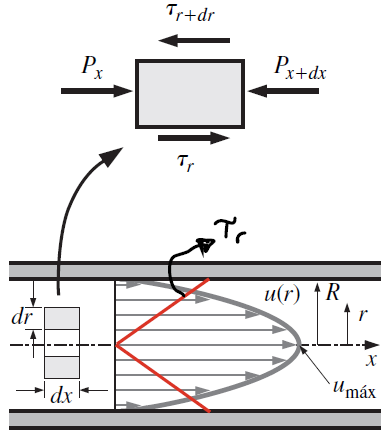 τr+dr
Px
Px+dx
τr
τr
u(r)
R
r
dr
x
dx
umáx